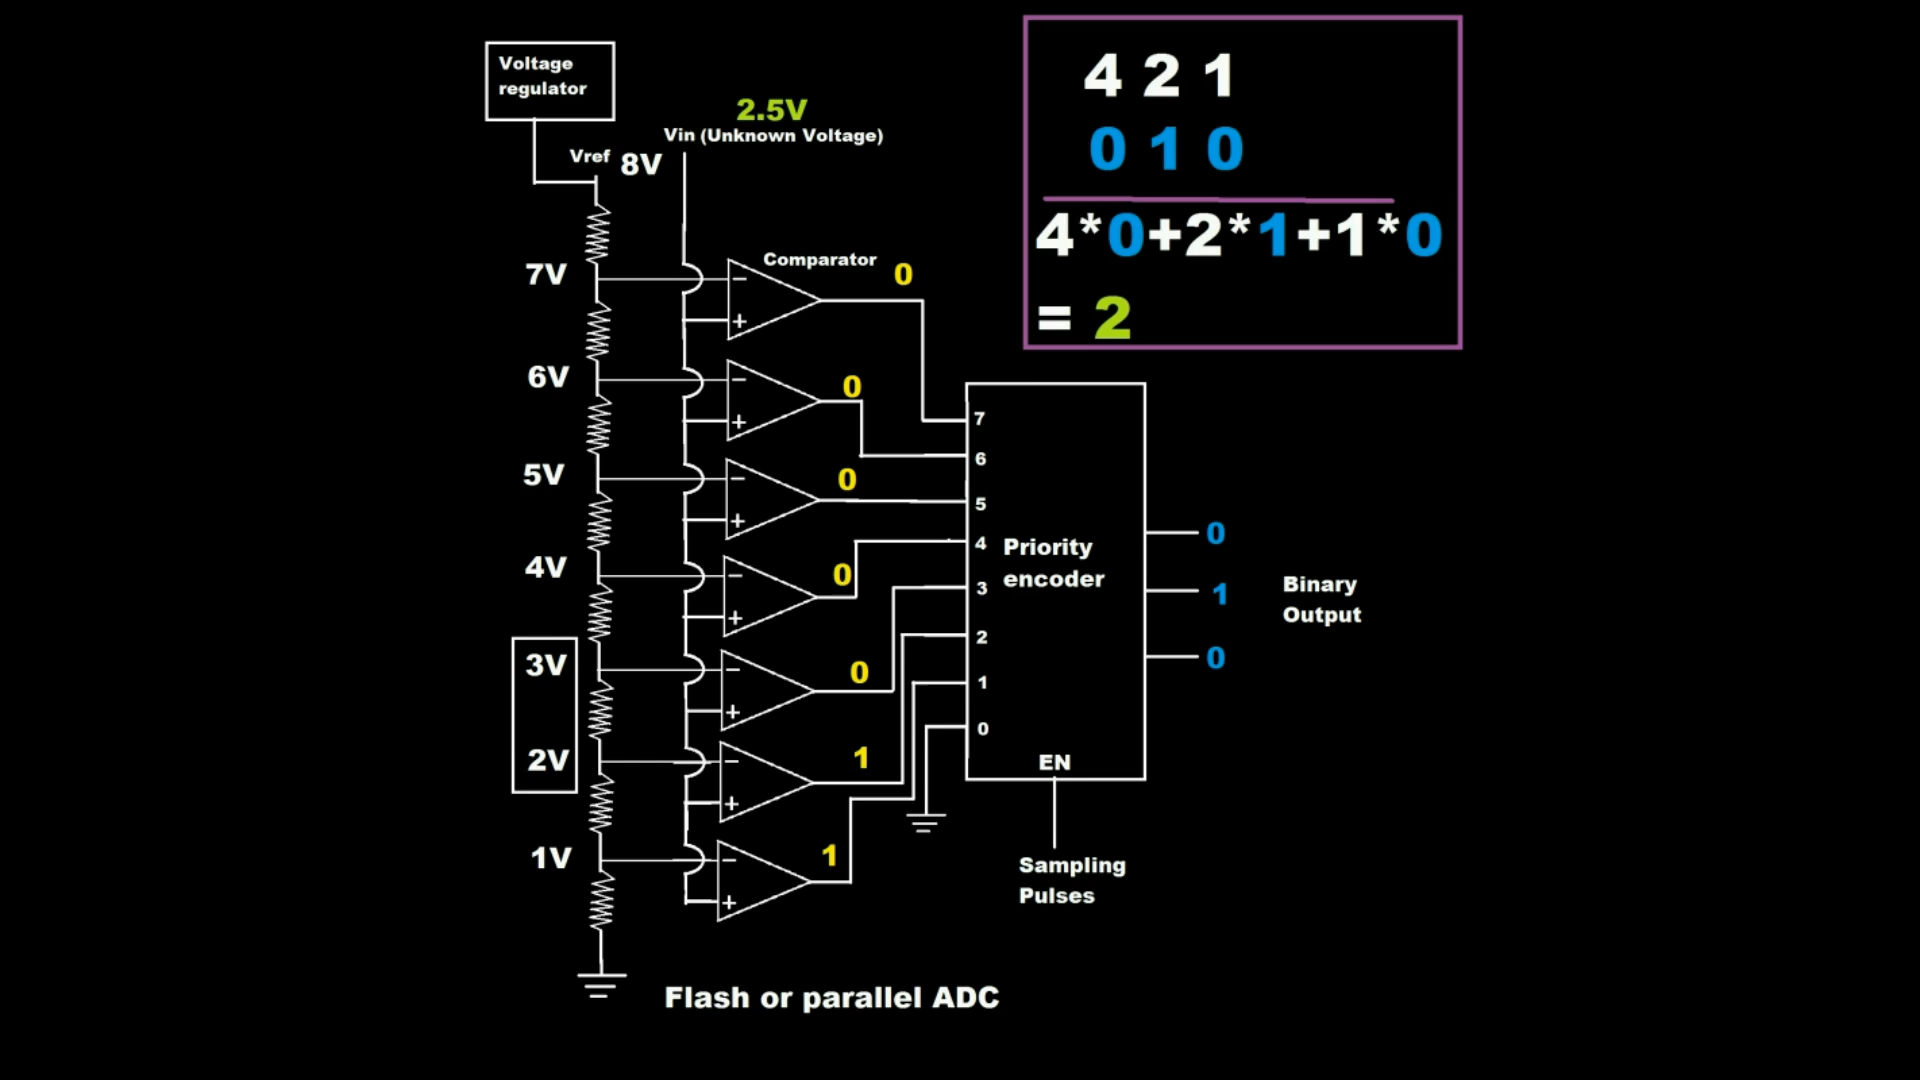 Voltage
regulator
Vref 8V
2.5V
Vin (Unknown Voltage)
4 2 1
0 1 0
4*0+2*1+1*0
= 2
Comparator
7V
6V
5V
4V
3V
2V
1V
−
+
−
+
−
+
−
+
−
+
−
+
−
+
0
0
0
0
0
1
1
7
6
5
4
3
2
1
0
Priority
encoder
EN
Sampling
Pulses
0
1
0
Binary
Output
Flash or parallel ADC